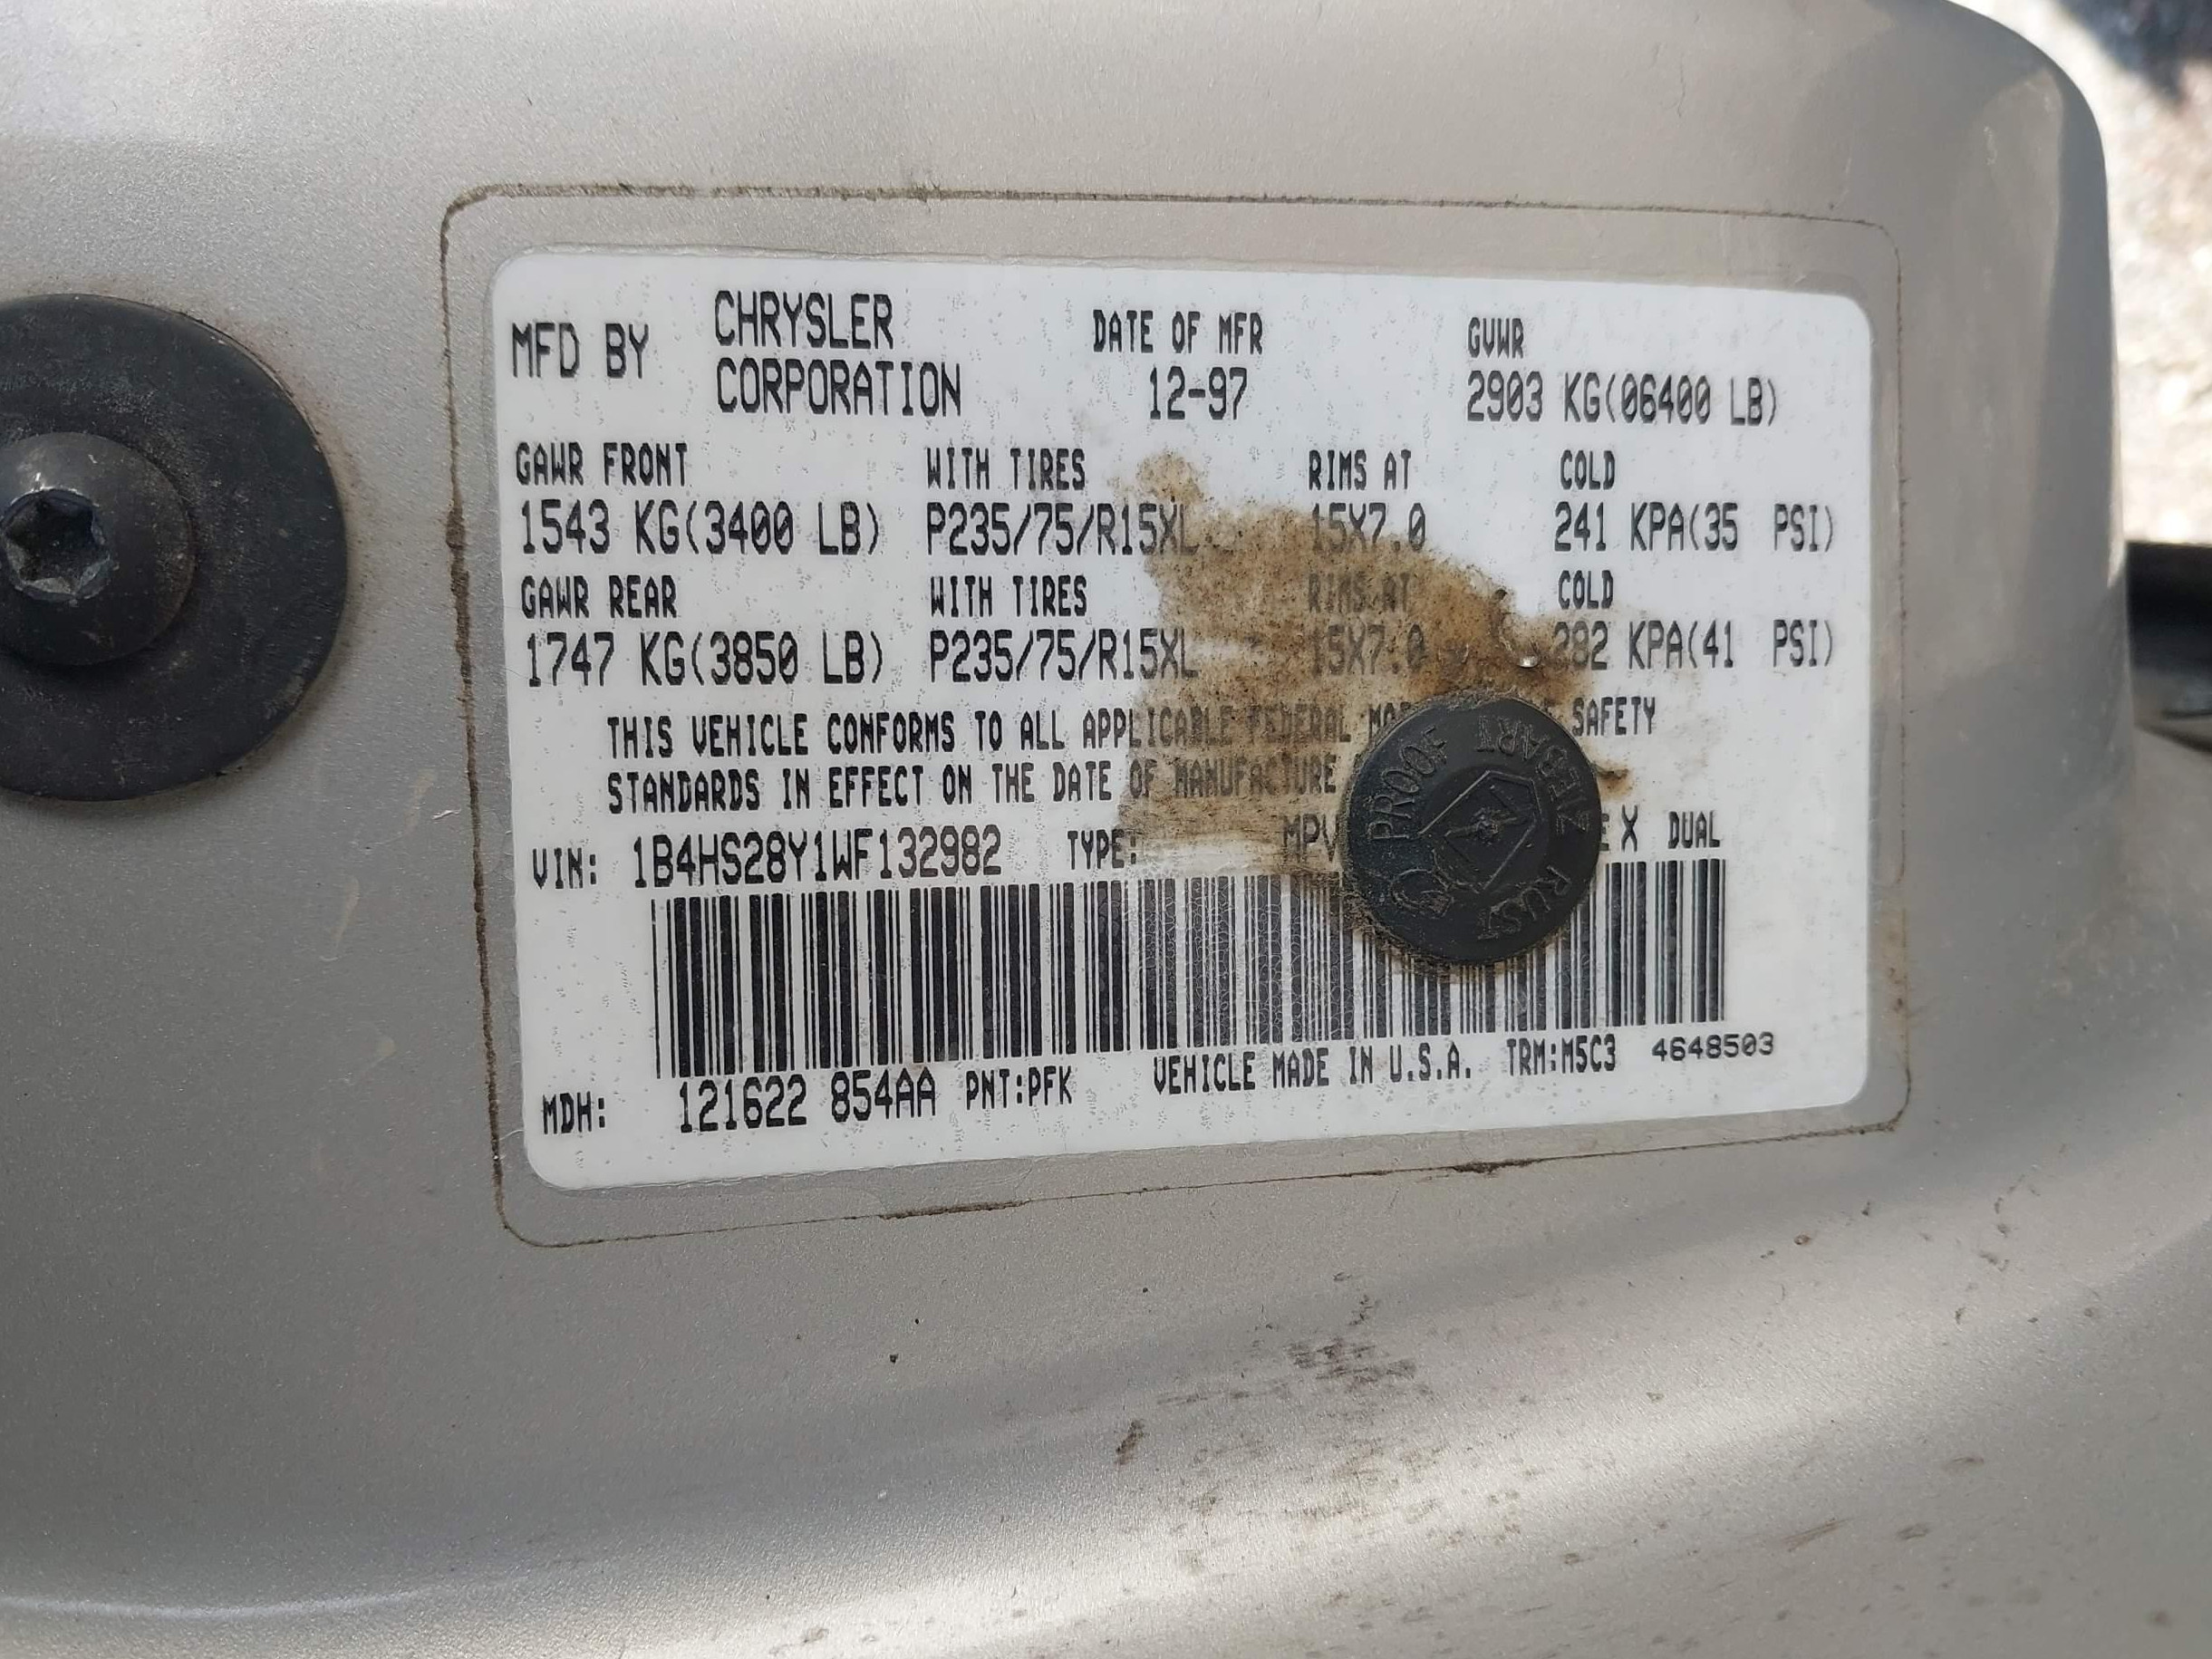 MFD BY CHRYSLER CORPORATION DATE OF MFR 12-97 GVWR 2903 KG(06400 LB)
GAWR FRONT WITH TIRES RIMS AT COLD
1543 KG(3400 LB) P235/75/R15XL 15X7.0 241 KPA(35 PSI)
GAWR REAR WITH TIRES RIMS AT COLD
1747 KG(3850 LB) P235/75/R15XL 15X7.0 282 KPA(41 PSI)
THIS VEHICLE CONFORMS TO ALL APPLICABLE FEDERAL SAFETY
STANDARDS IN EFFECT ON THE DATE OF MANUFACTURE
VIN: 1B4HS28Y1WF132982 TYPE: MPV X DUAL
ZIEBART RUST PROOF
MDH: 121622 854AA PNT:PFK VEHICLE MADE IN U.S.A. TRM:M5C3 4648503